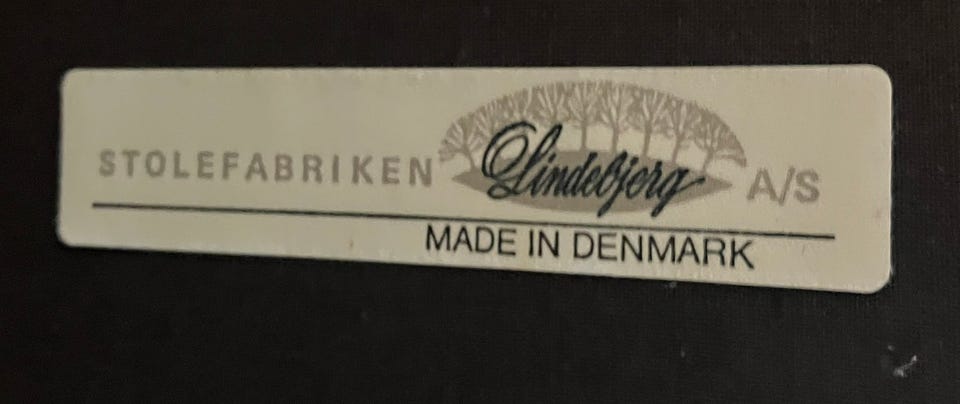 STOLEFABRIKEN Lindebjerg A/S
MADE IN DENMARK